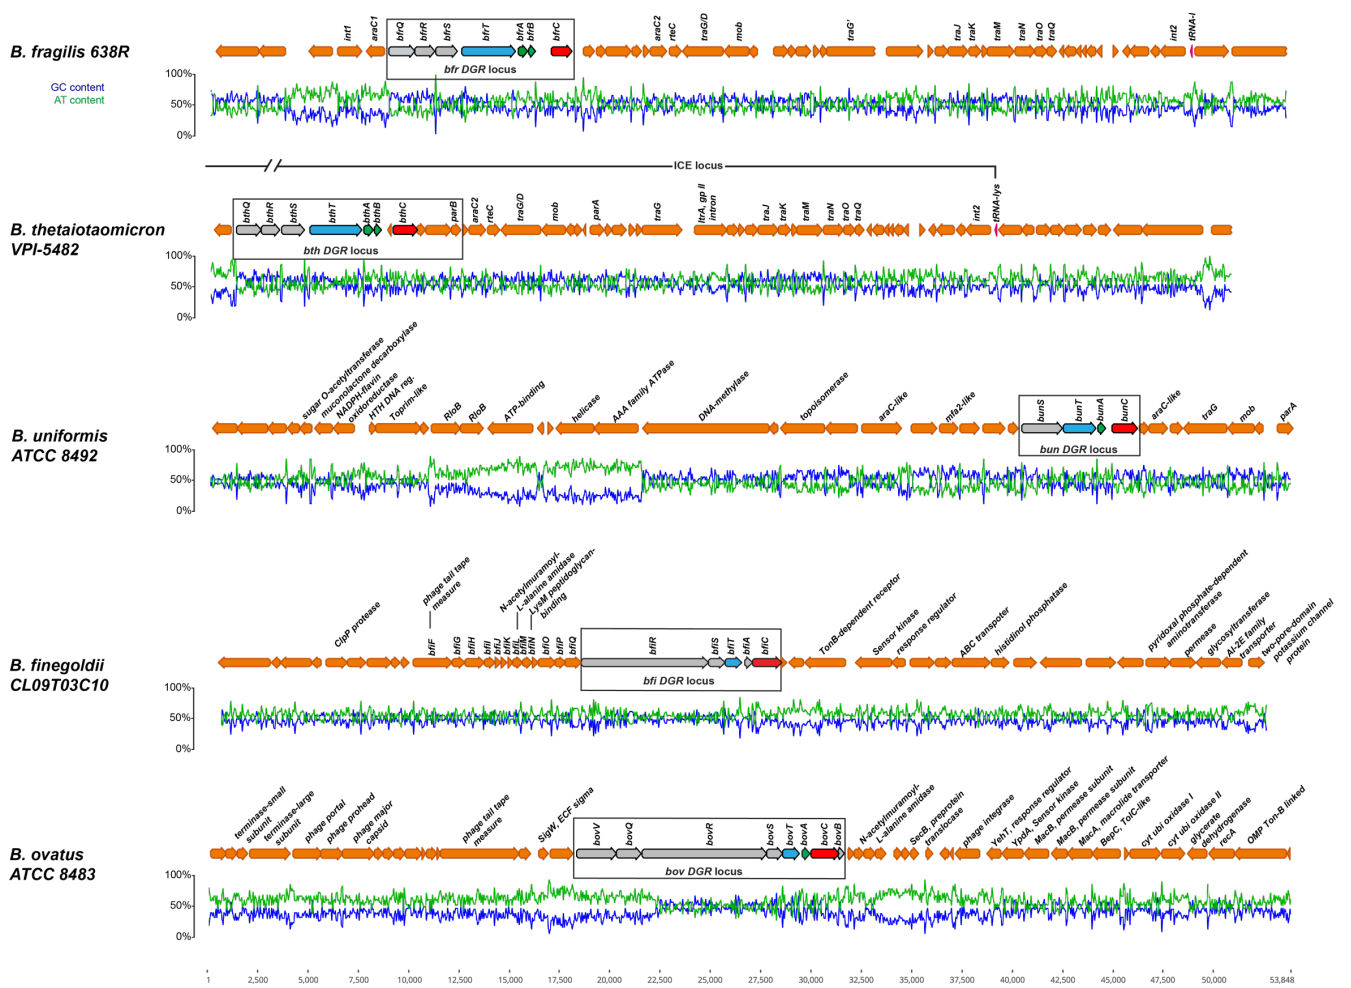 int1
araC1
bfrQ
bfrR
bfrS
bfrT
bfrA
bfrB
bfrC
araC2
rteC
traG/D
mob
traG'
traJ
traK
traM
traN
traO
traQ
int2
tRNA-I
B. fragilis 638R
bfr DGR locus
GC content
AT content
100%
50%
0%
ICE locus
bthQ
bthR
bthS
bthT
bthA
bthB
bthC
parB
araC2
rteC
traG/D
mob
parA
traG
ltrA, gp II
intron
traJ
traK
traM
traN
traO
traQ
int2
tRNA-lys
B. thetaiotaomicron
VPI-5482
bth DGR locus
100%
50%
0%
sugar O-acetyltransferase
muconolactone decarboxylase
NADPH-flavin
oxidoreductase
HTH DNA reg.
Toprim-like
RloB
RloB
ATP-binding
helicase
AAA family ATPase
DNA-methylase
topoisomerase
araC-like
mfa2-like
bunS
bunT
bunA
bunC
araC-like
traG
mob
parA
B. uniformis
ATCC 8492
bun DGR locus
100%
50%
0%
ClpP protease
phage tail tape
measure
bfiF
bfiG
bfiH
bfiI
bfiJ
bfiK
bfiL
bfiM
bfiN
bfiO
bfiP
bfiQ
N-acetylmuramoyl-
L-alanine amidase
LysM peptidoglycan-
binding
bfiR
bfiS
bfiT
bfiA
bfiC
TonB-dependent receptor
Sensor kinase
response regulator
ABC transpoter
histidinol phosphatase
pyridoxal phosphate-dependent
aminotransferase
permease
glycosyltransferase
AI-2E family
transporter
two-pore-domain
potassium channel
protein
B. finegoldii
CL09T03C10
bfi DGR locus
100%
50%
0%
terminase-small
subunit
terminase-large
subunit
phage portal
phage prohead
phage major
capsid
phage tail tape
measure
SigW, ECF sigma
bovV
bovQ
bovR
bovS
bovT
bovA
bovC
bovB
N-acetylmuramoyl-
L-alanine amidase
SecB, preprotein
translocase
phage integrase
YehT, response regulator
YpdA, Sensor kinase
MacB, permease subunit
MacB, permease subunit
MacA, macrolide transporter
BepC, TolC-like
cyt ubi oxidase I
cyt ubi oxidase II
glycerate
dehydrogenase
recA
OMP Ton-B linked
B. ovatus
ATCC 8483
bov DGR locus
100%
50%
0%
1 2,500 5,000 7,500 10,000 12,500 15,000 17,500 20,000 22,500 25,000 27,500 30,000 32,500 35,000 37,500 40,000 42,500 45,000 47,500 50,000 53,848